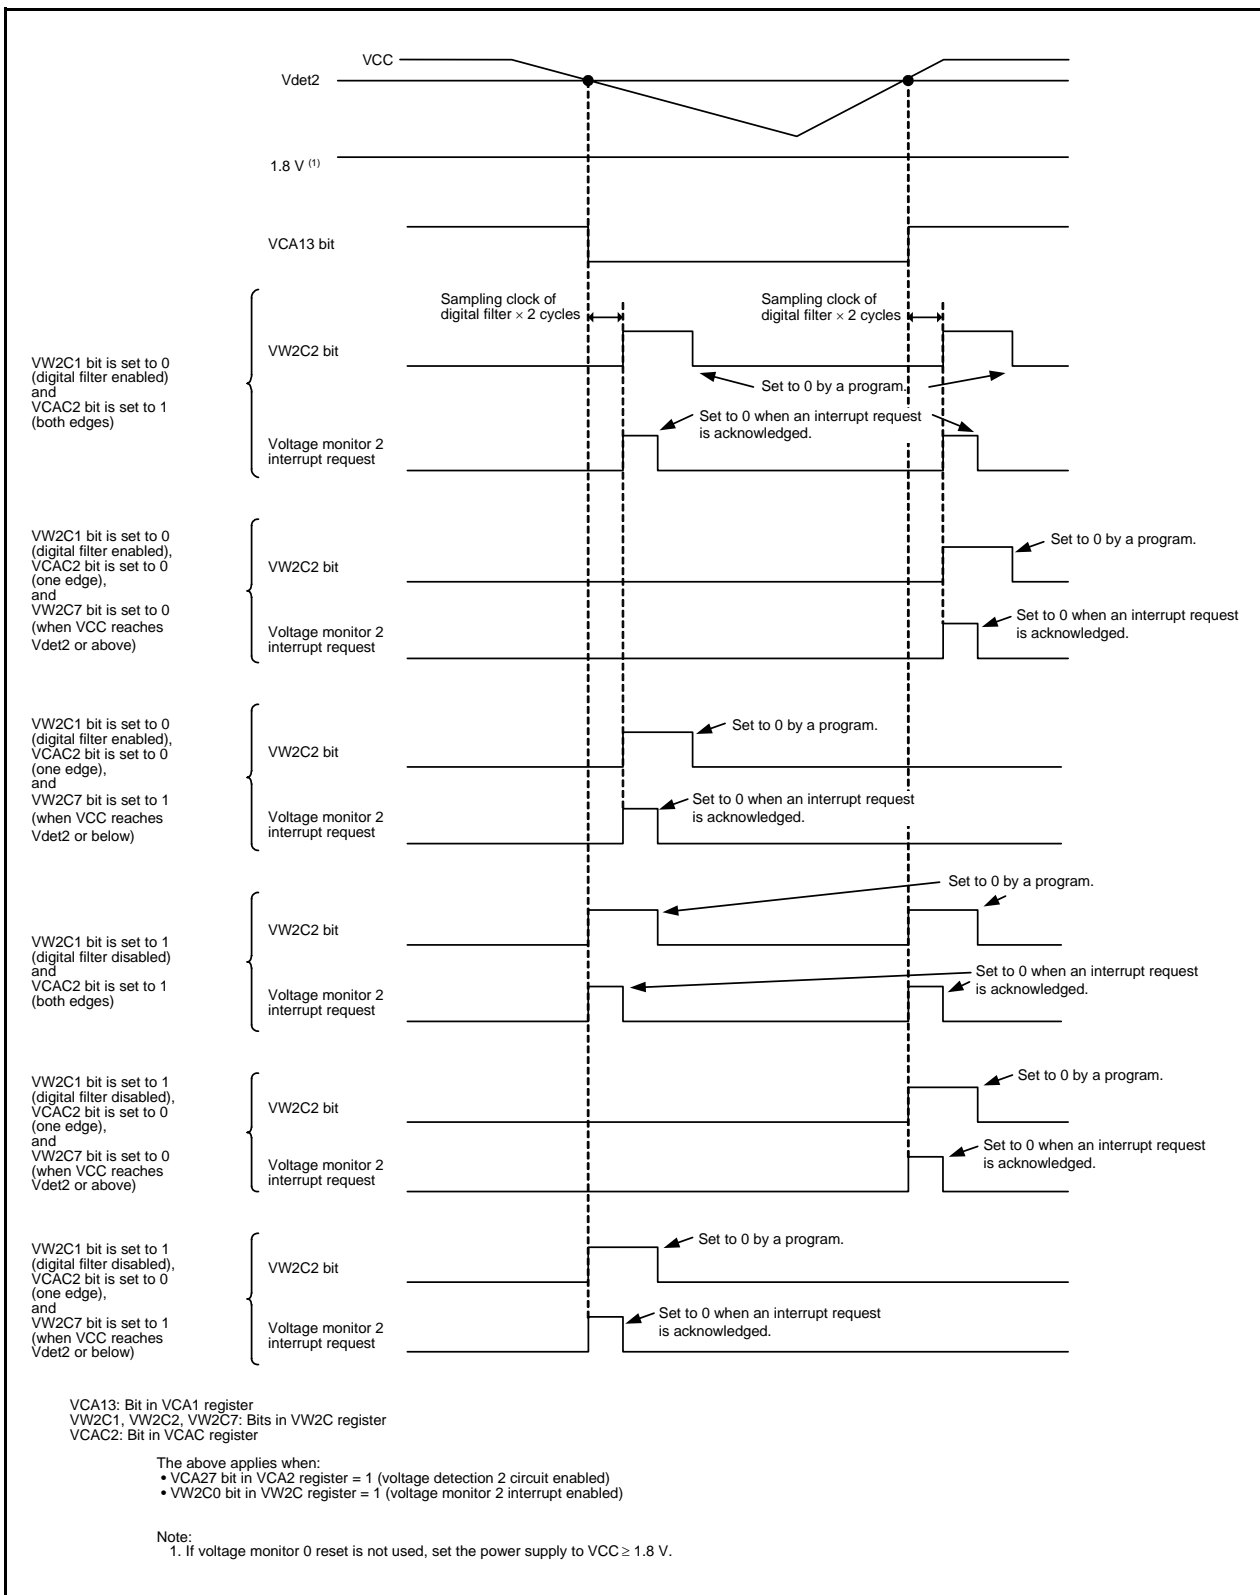 VCC
Vdet2
1.8 V (1)
VCA13 bit
Sampling clock of
digital filter × 2 cycles
Sampling clock of
digital filter × 2 cycles
VW2C1 bit is set to 0
(digital filter enabled)
and
VCAC2 bit is set to 1
(both edges)
VW2C2 bit
Set to 0 by a program.
Set to 0 when an interrupt request
is acknowledged.
Voltage monitor 2
interrupt request
VW2C1 bit is set to 0
(digital filter enabled),
VCAC2 bit is set to 0
(one edge),
and
VW2C7 bit is set to 0
(when VCC reaches
Vdet2 or above)
VW2C2 bit
Set to 0 by a program.
Voltage monitor 2
interrupt request
Set to 0 when an interrupt request
is acknowledged.
VW2C1 bit is set to 0
(digital filter enabled),
VCAC2 bit is set to 0
(one edge),
and
VW2C7 bit is set to 1
(when VCC reaches
Vdet2 or below)
VW2C2 bit
Set to 0 by a program.
Voltage monitor 2
interrupt request
Set to 0 when an interrupt request
is acknowledged.
VW2C1 bit is set to 1
(digital filter disabled)
and
VCAC2 bit is set to 1
(both edges)
VW2C2 bit
Set to 0 by a program.
Voltage monitor 2
interrupt request
Set to 0 when an interrupt request
is acknowledged.
VW2C1 bit is set to 1
(digital filter disabled),
VCAC2 bit is set to 0
(one edge),
and
VW2C7 bit is set to 0
(when VCC reaches
Vdet2 or above)
VW2C2 bit
Set to 0 by a program.
Voltage monitor 2
interrupt request
Set to 0 when an interrupt request
is acknowledged.
VW2C1 bit is set to 1
(digital filter disabled),
VCAC2 bit is set to 0
(one edge),
and
VW2C7 bit is set to 1
(when VCC reaches
Vdet2 or below)
VW2C2 bit
Set to 0 by a program.
Voltage monitor 2
interrupt request
Set to 0 when an interrupt request
is acknowledged.
VCA13: Bit in VCA1 register
VW2C1, VW2C2, VW2C7: Bits in VW2C register
VCAC2: Bit in VCAC register
The above applies when:
• VCA27 bit in VCA2 register = 1 (voltage detection 2 circuit enabled)
• VW2C0 bit in VW2C register = 1 (voltage monitor 2 interrupt enabled)
Note:
1. If voltage monitor 0 reset is not used, set the power supply to VCC ≥ 1.8 V.